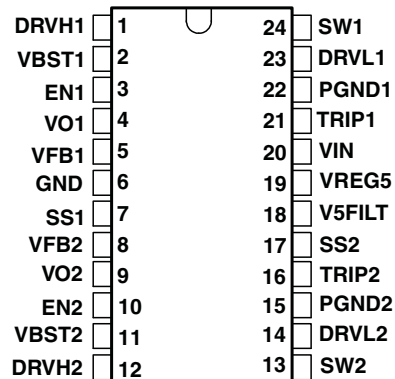 DRVH1 1 24 SW1
VBST1 2 23 DRVL1
EN1 3 22 PGND1
VO1 4 21 TRIP1
VFB1 5 20 VIN
GND 6 19 VREG5
SS1 7 18 V5FILT
VFB2 8 17 SS2
VO2 9 16 TRIP2
EN2 10 15 PGND2
VBST2 11 14 DRVL2
DRVH2 12 13 SW2